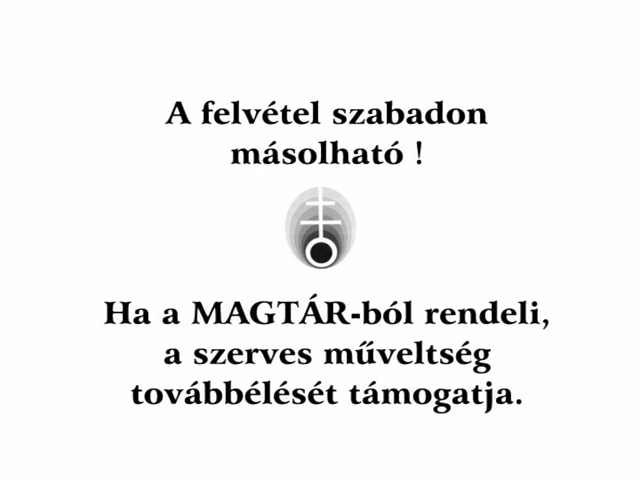 A felvétel szabadon
másolható !
Ha a MAGTÁR-ból rendeli,
a szerves műveltség
továbbélését támogatja.